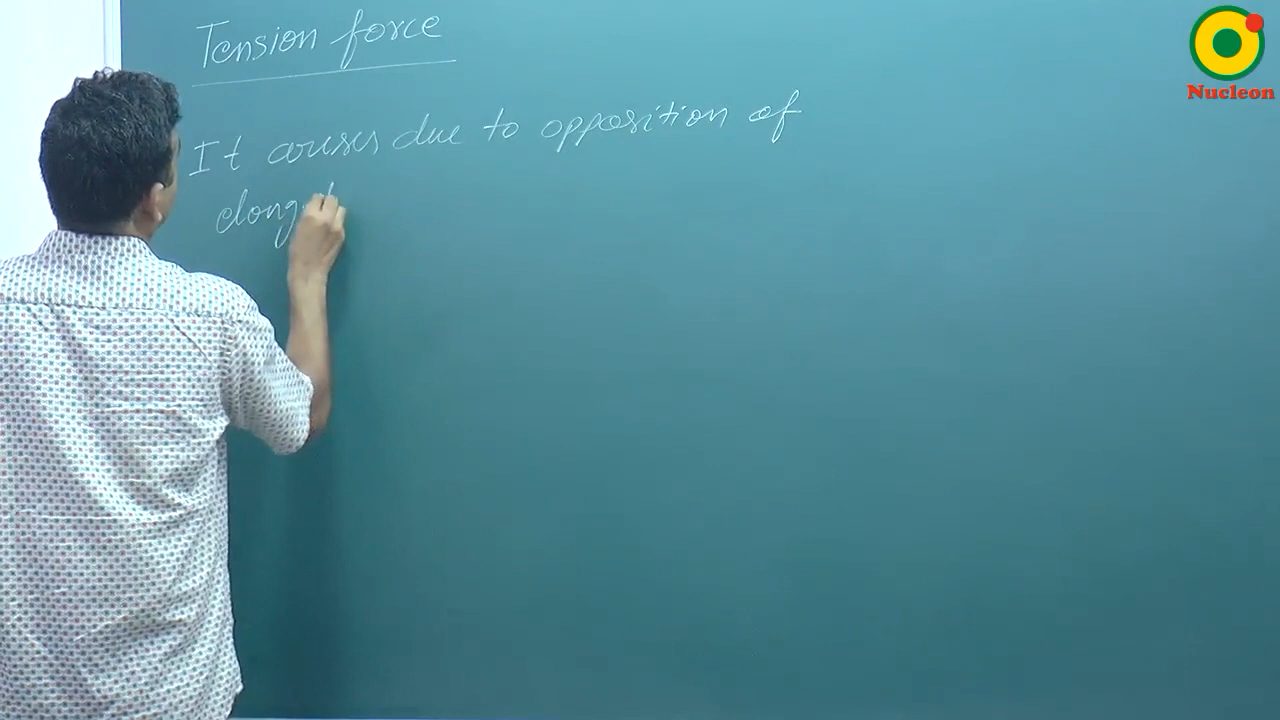 Tension force
Nucleon
It causes due to opposition of
elong